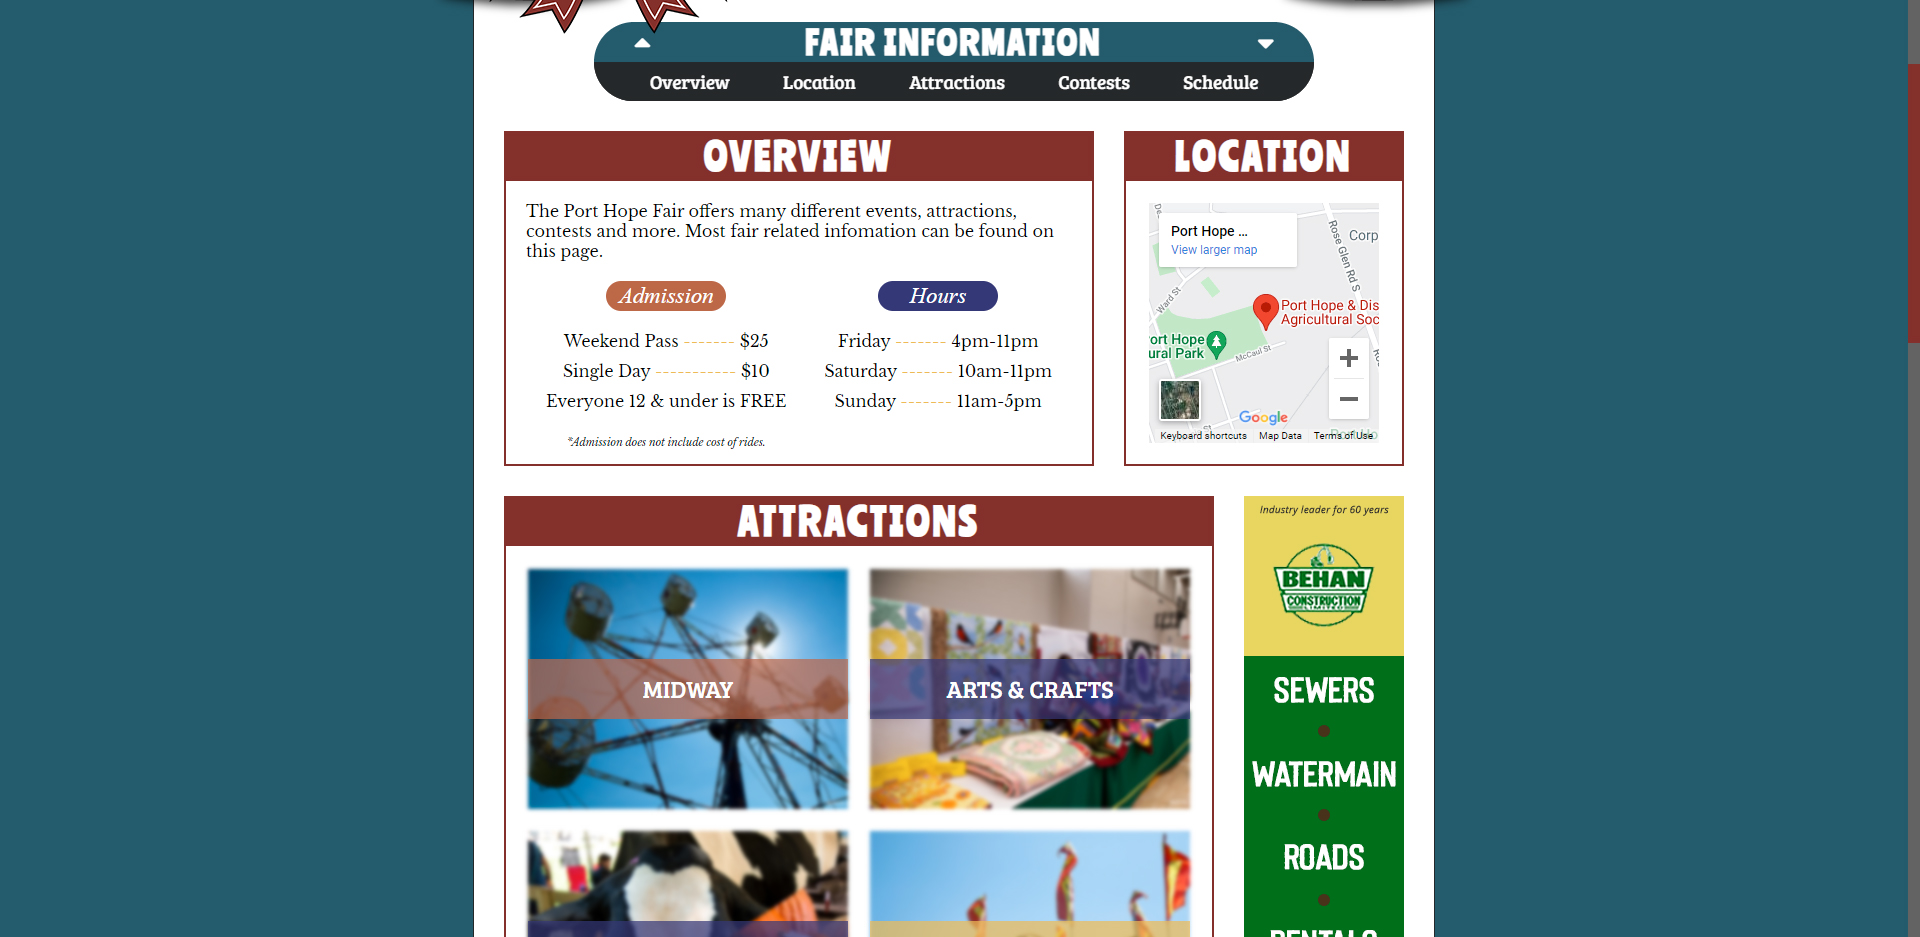 FAIR INFORMATION
Overview Location Attractions Contests Schedule
OVERVIEW
The Port Hope Fair offers many different events, attractions,
contests and more. Most fair related infomation can be found on
this page.
Admission
Weekend Pass ------- $25
Single Day ----------- $10
Everyone 12 & under is FREE
*Admission does not include cost of rides.
Hours
Friday ------- 4pm-11pm
Saturday ------- 10am-11pm
Sunday ------- 11am-5pm
LOCATION
Port Hope ...
View larger map
Corp
Rose Glen Rd S
Ward St
Port Hope & Dis
Agricultural Soc
ort Hope
ural Park
McCaul St
Google
Keyboard shortcuts Map Data Terms of Use
ATTRACTIONS
MIDWAY
ARTS & CRAFTS
Industry leader for 60 years
BEHAN
CONSTRUCTION
LIMITED
SEWERS
WATERMAIN
ROADS
RENTALS